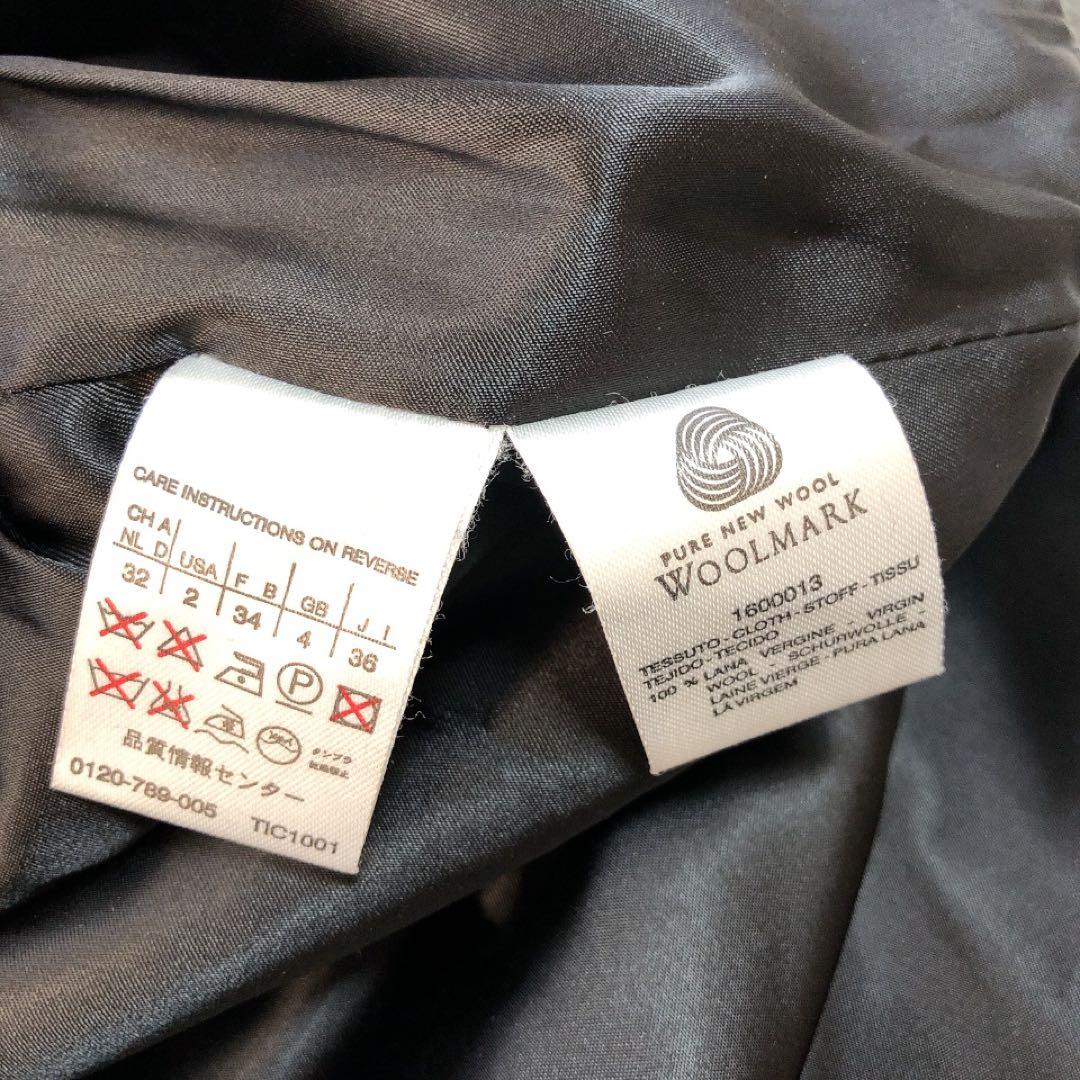 CARE INSTRUCTIONS ON REVERSE
CH A
NL D USA F B GB J I
32 2 34 4 36
P
品質情報センター
0120-789-005 TIC1001
PURE NEW WOOL
WOOLMARK
1600013
TESSUTO-CLOTH-STOFF-TISSU
TEJIDO-TECIDO
100 % LANA VERGINE - VIRGIN
WOOL - SCHURWOLLE -
LAINE VIERGE - PURA LANA
LA VIRGEM